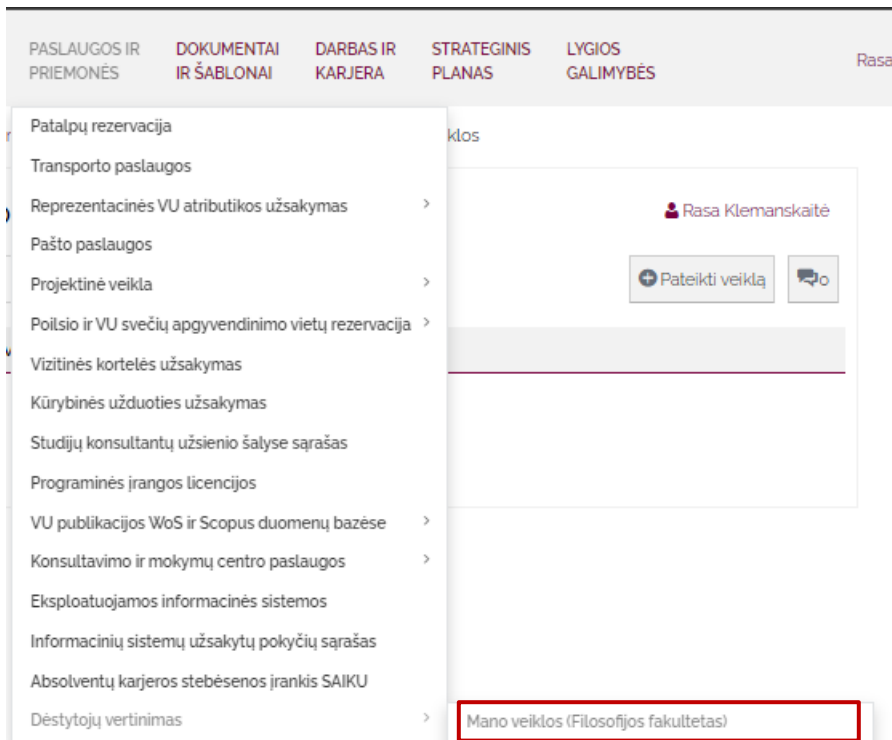 PASLAUGOS IR
PRIEMONĖS
DOKUMENTAI
IR ŠABLONAI
DARBAS IR
KARJERA
STRATEGINIS
PLANAS
LYGIOS
GALIMYBĖS
Rasa
Patalpų rezervacija
klos
Transporto paslaugos
Reprezentacinės VU atributikos užsakymas
Rasa Klemanskaitė
Pašto paslaugos
Projektinė veikla
Pateikti veiklą
0
Poilsio ir VU svečių apgyvendinimo vietų rezervacija
Vizitinės kortelės užsakymas
Kūrybinės užduoties užsakymas
Studijų konsultantų užsienio šalyse sąrašas
Programinės įrangos licencijos
VU publikacijos WoS ir Scopus duomenų bazėse
Konsultavimo ir mokymų centro paslaugos
Eksploatuojamos informacinės sistemos
Informacinių sistemų užsakytų pokyčių sąrašas
Absolventų karjeros stebėsenos įrankis SAIKU
Dėstytojų vertinimas
Mano veiklos (Filosofijos fakultetas)